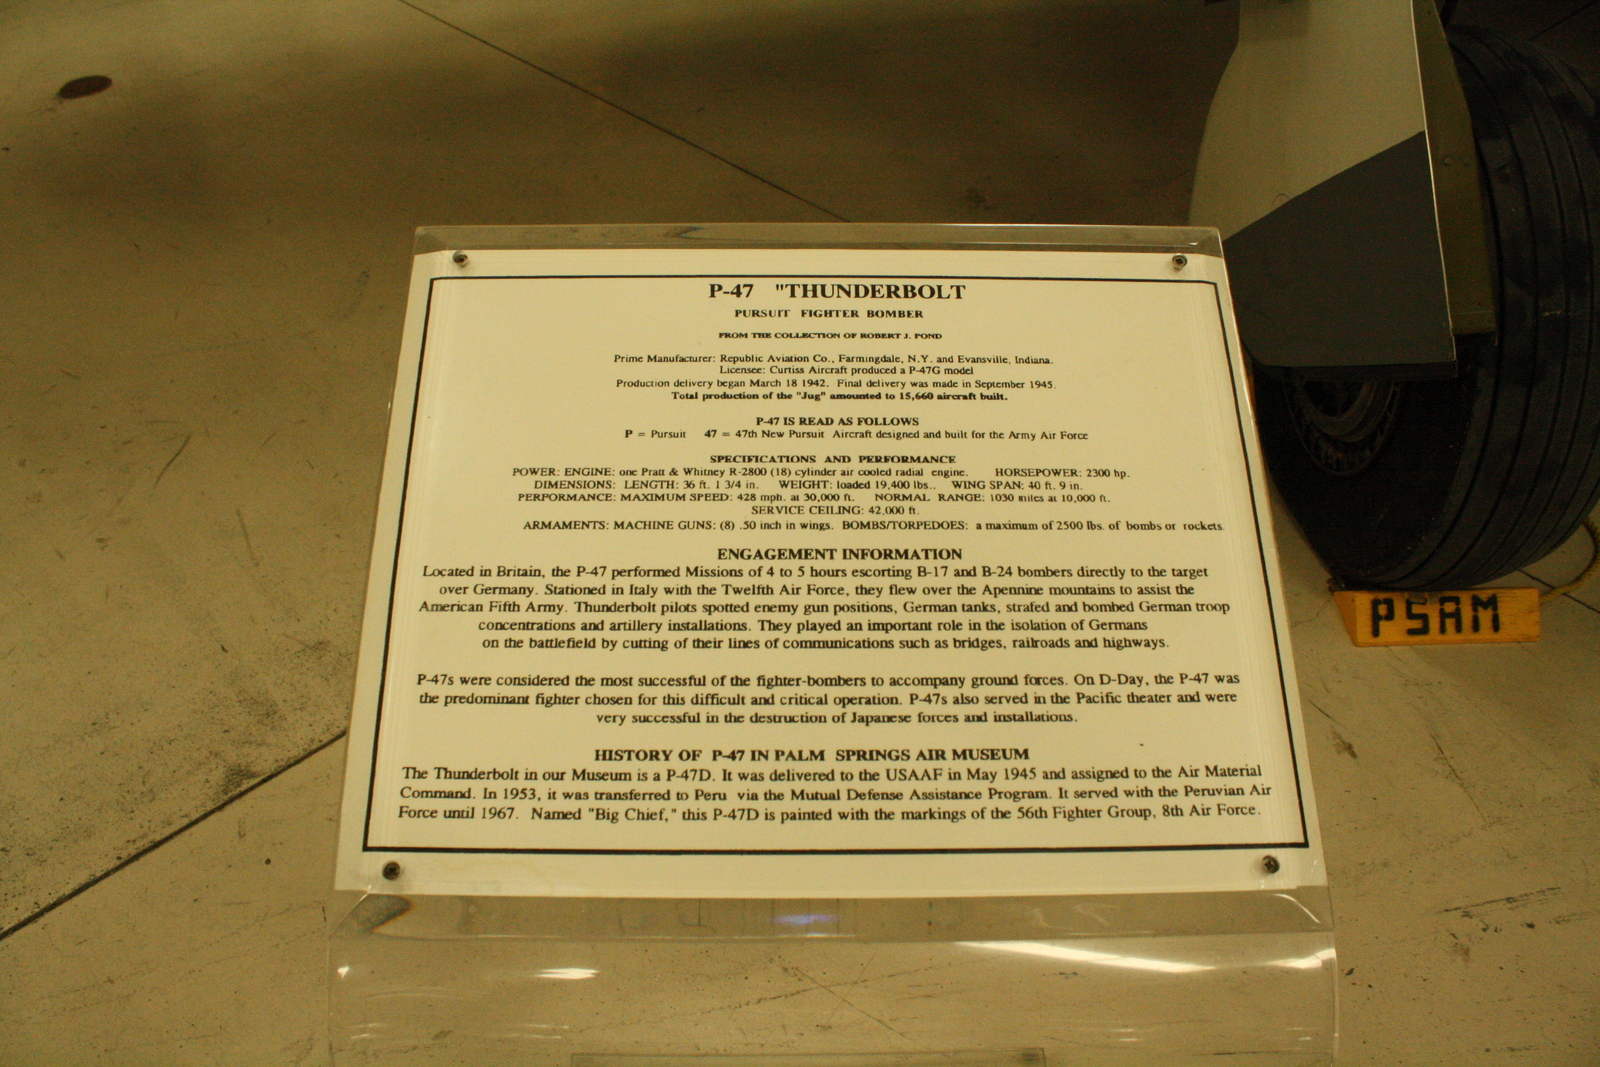 P-47 "THUNDERBOLT
PURSUIT FIGHTER BOMBER
FROM THE COLLECTION OF ROBERT J. POND
Prime Manufacturer: Republic Aviation Co., Farmingdale, N.Y. and Evansville, Indiana.
Licensee: Curtiss Aircraft produced a P-47G model
Production delivery began March 18 1942. Final delivery was made in September 1945.
Total production of the "Jug" amounted to 15,660 aircraft built.
P-47 IS READ AS FOLLOWS
P = Pursuit 47 = 47th New Pursuit Aircraft designed and built for the Army Air Force
SPECIFICATIONS AND PERFORMANCE
POWER: ENGINE: one Pratt & Whitney R-2800 (18) cylinder air cooled radial engine. HORSEPOWER: 2300 hp.
DIMENSIONS: LENGTH: 36 ft. 1 3/4 in. WEIGHT: loaded 19,400 lbs.. WING SPAN: 40 ft. 9 in.
PERFORMANCE: MAXIMUM SPEED: 428 mph. at 30,000 ft. NORMAL RANGE: 1030 miles at 10,000 ft.
SERVICE CEILING: 42,000 ft.
ARMAMENTS: MACHINE GUNS: (8) .50 inch in wings. BOMBS/TORPEDOES: a maximum of 2500 lbs. of bombs or rockets.
ENGAGEMENT INFORMATION
Located in Britain, the P-47 performed Missions of 4 to 5 hours escorting B-17 and B-24 bombers directly to the target
over Germany. Stationed in Italy with the Twelfth Air Force, they flew over the Apennine mountains to assist the
American Fifth Army. Thunderbolt pilots spotted enemy gun positions, German tanks, strafed and bombed German troop
concentrations and artillery installations. They played an important role in the isolation of Germans
on the battlefield by cutting of their lines of communications such as bridges, railroads and highways.
P-47s were considered the most successful of the fighter-bombers to accompany ground forces. On D-Day, the P-47 was
the predominant fighter chosen for this difficult and critical operation. P-47s also served in the Pacific theater and were
very successful in the destruction of Japanese forces and installations.
HISTORY OF P-47 IN PALM SPRINGS AIR MUSEUM
The Thunderbolt in our Museum is a P-47D. It was delivered to the USAAF in May 1945 and assigned to the Air Material
Command. In 1953, it was transferred to Peru via the Mutual Defense Assistance Program. It served with the Peruvian Air
Force until 1967. Named "Big Chief," this P-47D is painted with the markings of the 56th Fighter Group, 8th Air Force.
PSAM